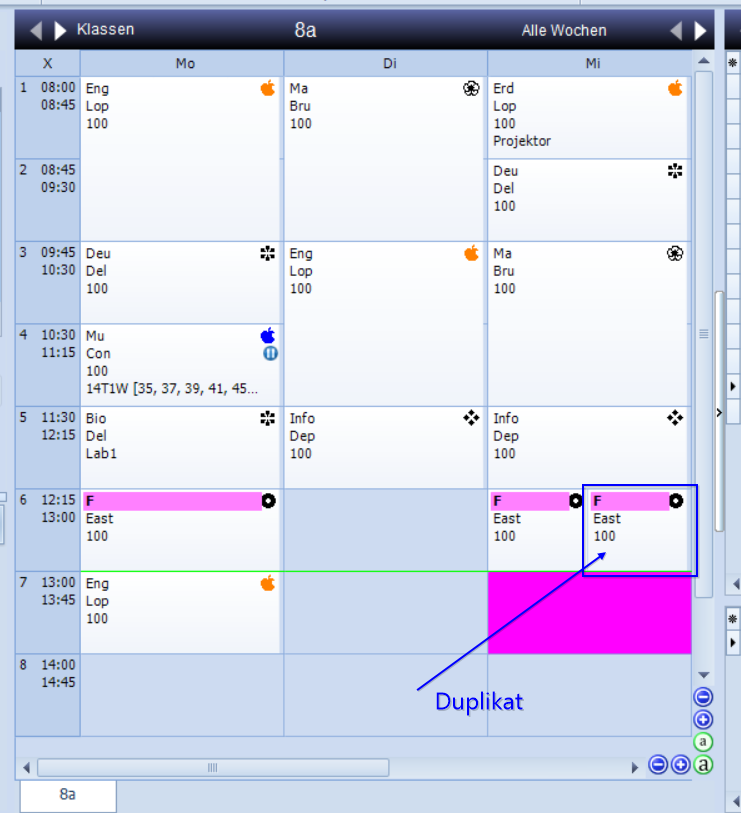 Klassen 8a Alle Wochen
X Mo Di Mi
1 08:00 Eng Ma Erd
08:45 Lop Bru Lop
100 100 100
Projektor
2 08:45 Deu
09:30 Del
100
3 09:45 Deu Eng Ma
10:30 Del Lop Bru
100 100 100
4 10:30 Mu
11:15 Con
100
14T1W [35, 37, 39, 41, 45...
5 11:30 Bio Info Info
12:15 Del Dep Dep
Lab1 100 100
6 12:15 F F F
13:00 East East East
100 100 100
7 13:00 Eng
13:45 Lop
100
8 14:00
14:45
Duplikat
a
a
8a